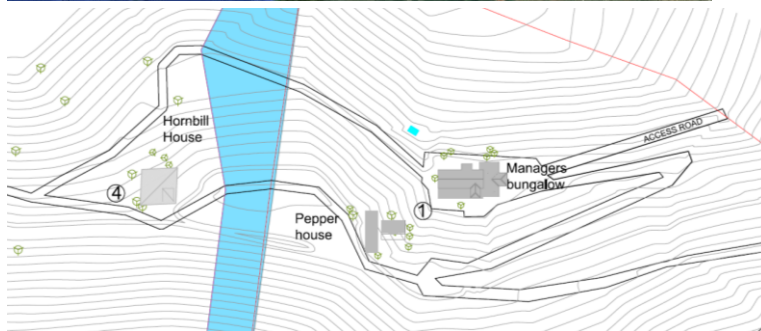 Hornbill
House
ACCESS ROAD
Managers
bungalow
4
1
Pepper
house